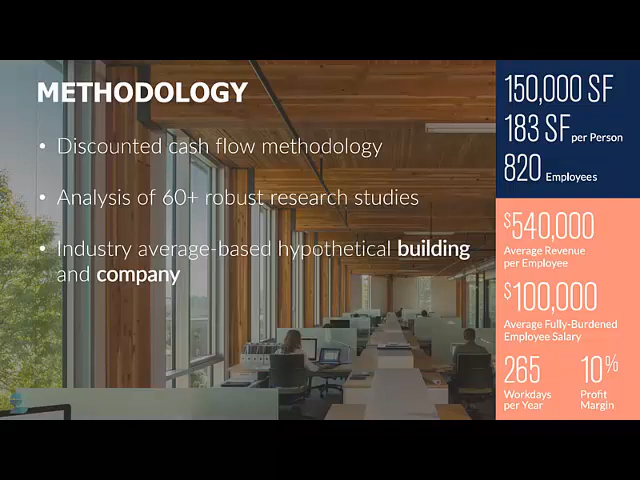 METHODOLOGY
• Discounted cash flow methodology
• Analysis of 60+ robust research studies
• Industry average-based hypothetical building
and company
150,000 SF
183 SF per Person
820 Employees
$540,000
Average Revenue
per Employee
$100,000
Average Fully-Burdened
Employee Salary
265
Workdays
per Year
10%
Profit
Margin